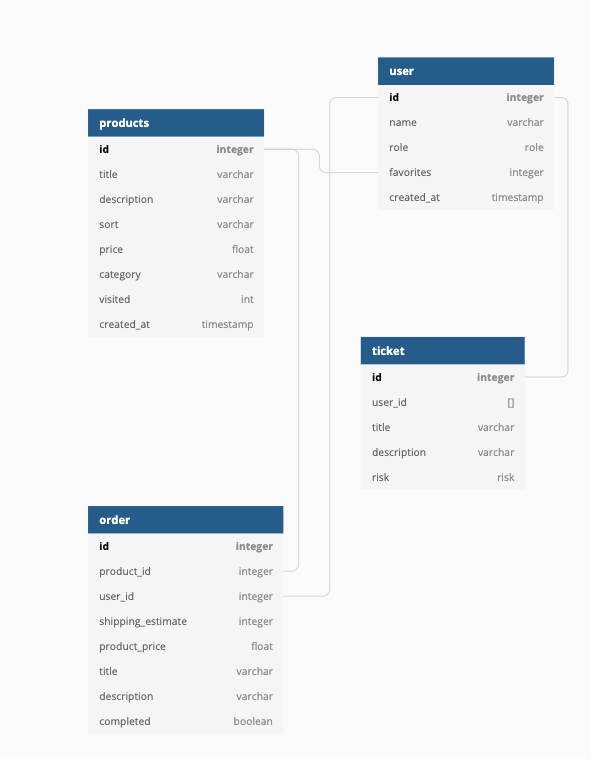 user
id integer
name varchar
role role
favorites integer
created_at timestamp
products
id integer
title varchar
description varchar
sort varchar
price float
category varchar
visited int
created_at timestamp
ticket
id integer
user_id []
title varchar
description varchar
risk risk
order
id integer
product_id integer
user_id integer
shipping_estimate integer
product_price float
title varchar
description varchar
completed boolean